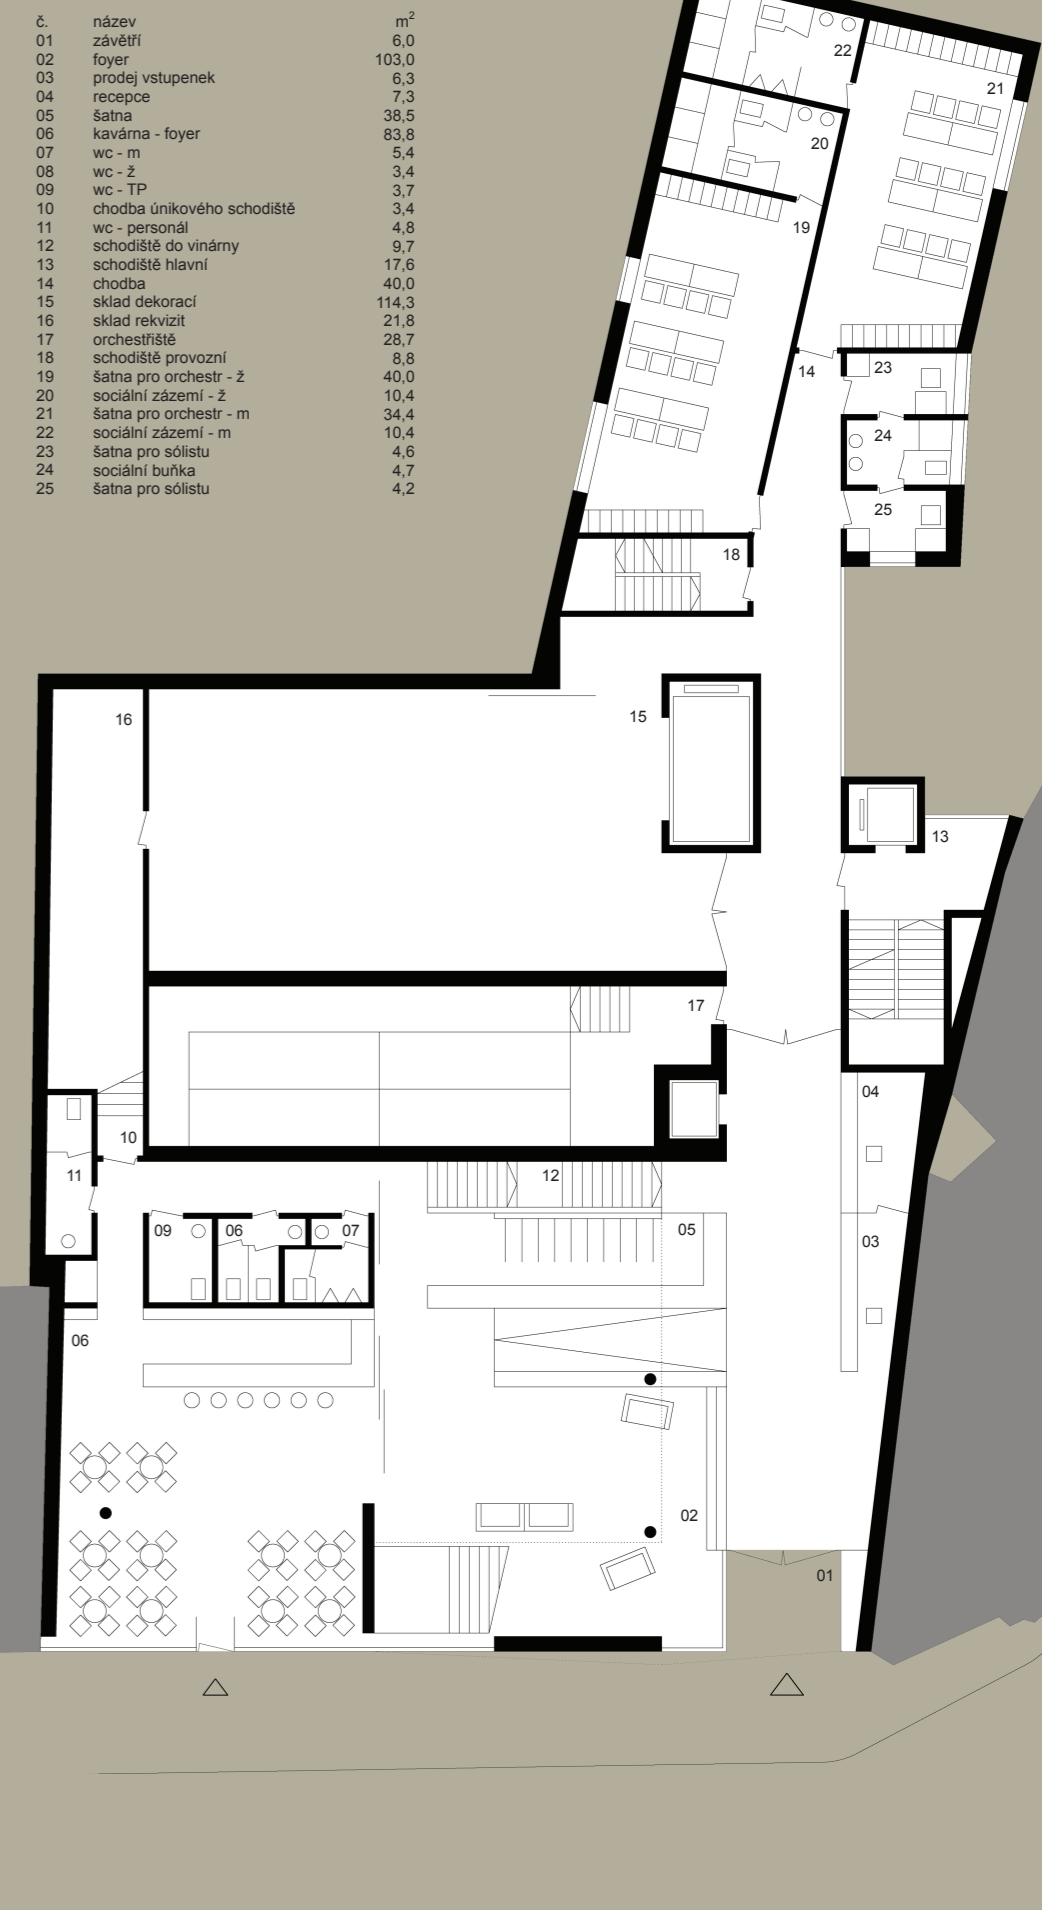 č. název m²
01 závětří 6,0
02 foyer 103,0
03 prodej vstupenek 6,3
04 recepce 7,3
05 šatna 38,5
06 kavárna - foyer 83,8
07 wc - m 5,4
08 wc - ž 3,4
09 wc - TP 3,7
10 chodba únikového schodiště 3,4
11 wc - personál 4,8
12 schodiště do vinárny 9,7
13 schodiště hlavní 17,6
14 chodba 40,0
15 sklad dekorací 114,3
16 sklad rekvizit 21,8
17 orchestřiště 28,7
18 schodiště provozní 8,8
19 šatna pro orchestr - ž 40,0
20 sociální zázemí - ž 10,4
21 šatna pro orchestr - m 34,4
22 sociální zázemí - m 10,4
23 šatna pro sólistu 4,6
24 sociální buňka 4,7
25 šatna pro sólistu 4,2
22
21
20
19
14
23
24
25
18
15
16
13
17
04
10
11
12
09
06
07
05
03
06
02
01